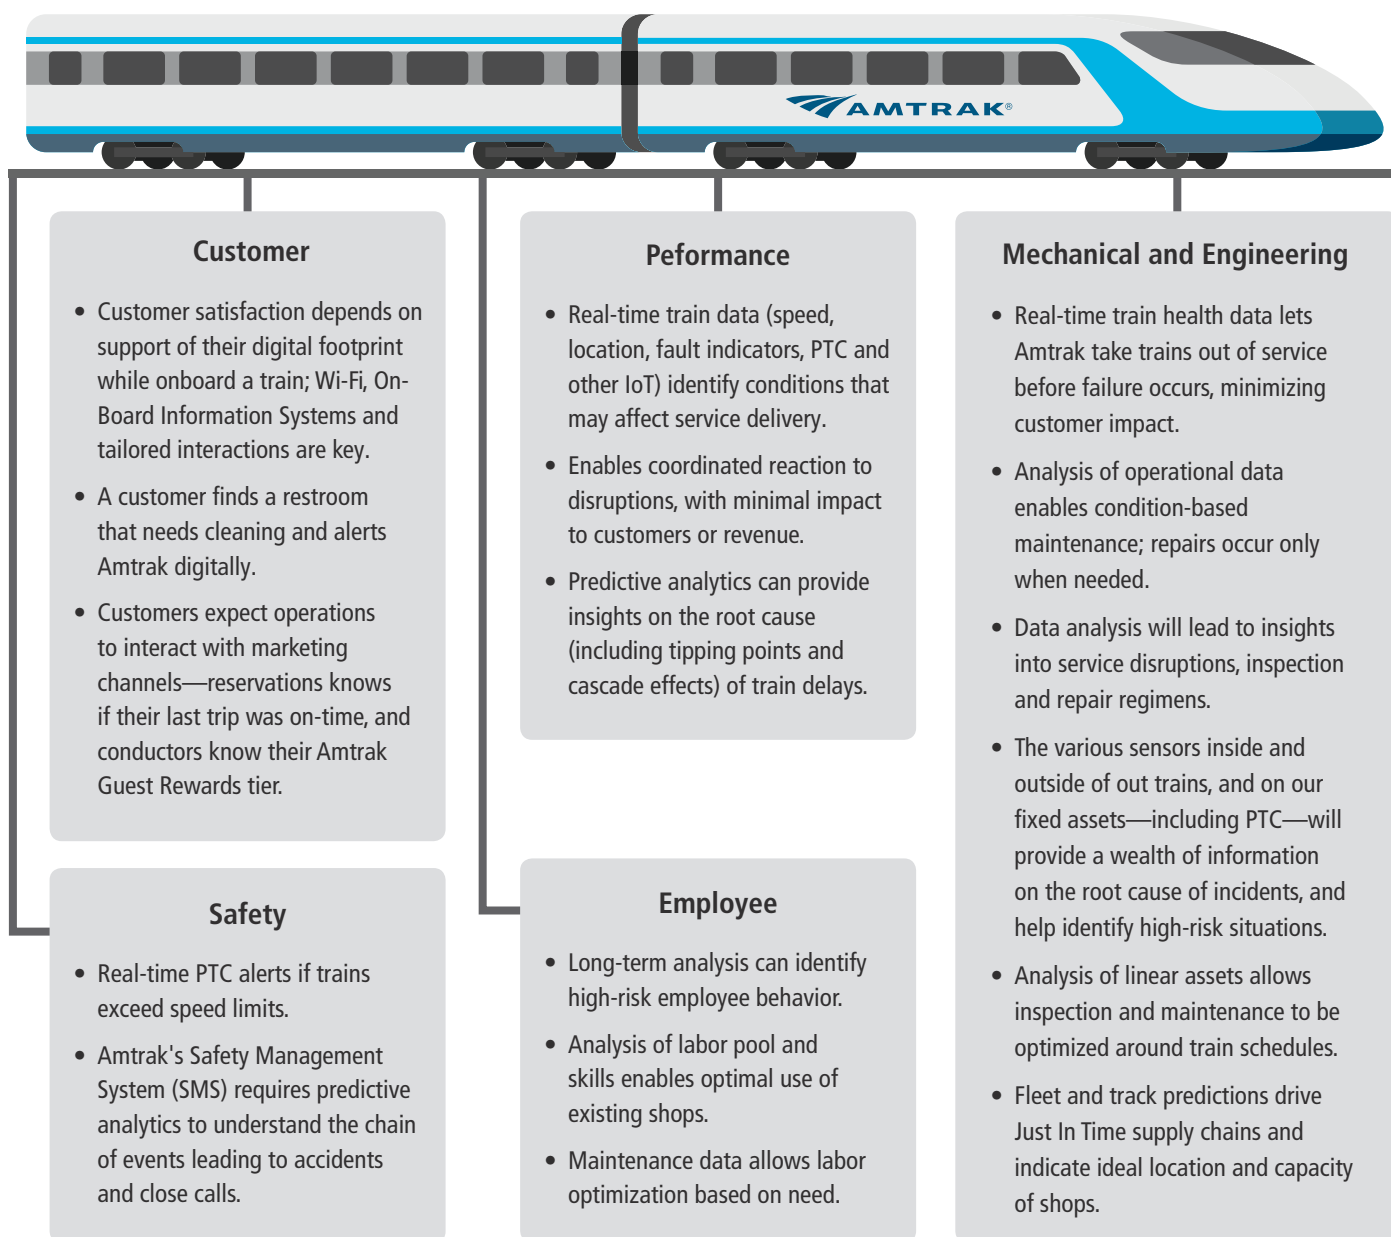 AMTRAK®
Customer
• Customer satisfaction depends on
support of their digital footprint
while onboard a train; Wi-Fi, On-
Board Information Systems and
tailored interactions are key.
• A customer finds a restroom
that needs cleaning and alerts
Amtrak digitally.
• Customers expect operations
to interact with marketing
channels—reservations knows
if their last trip was on-time, and
conductors know their Amtrak
Guest Rewards tier.
Safety
• Real-time PTC alerts if trains
exceed speed limits.
• Amtrak's Safety Management
System (SMS) requires predictive
analytics to understand the chain
of events leading to accidents
and close calls.
Peformance
• Real-time train data (speed,
location, fault indicators, PTC and
other IoT) identify conditions that
may affect service delivery.
• Enables coordinated reaction to
disruptions, with minimal impact
to customers or revenue.
• Predictive analytics can provide
insights on the root cause
(including tipping points and
cascade effects) of train delays.
Employee
• Long-term analysis can identify
high-risk employee behavior.
• Analysis of labor pool and
skills enables optimal use of
existing shops.
• Maintenance data allows labor
optimization based on need.
Mechanical and Engineering
• Real-time train health data lets
Amtrak take trains out of service
before failure occurs, minimizing
customer impact.
• Analysis of operational data
enables condition-based
maintenance; repairs occur only
when needed.
• Data analysis will lead to insights
into service disruptions, inspection
and repair regimens.
• The various sensors inside and
outside of out trains, and on our
fixed assets—including PTC—will
provide a wealth of information
on the root cause of incidents, and
help identify high-risk situations.
• Analysis of linear assets allows
inspection and maintenance to be
optimized around train schedules.
• Fleet and track predictions drive
Just In Time supply chains and
indicate ideal location and capacity
of shops.